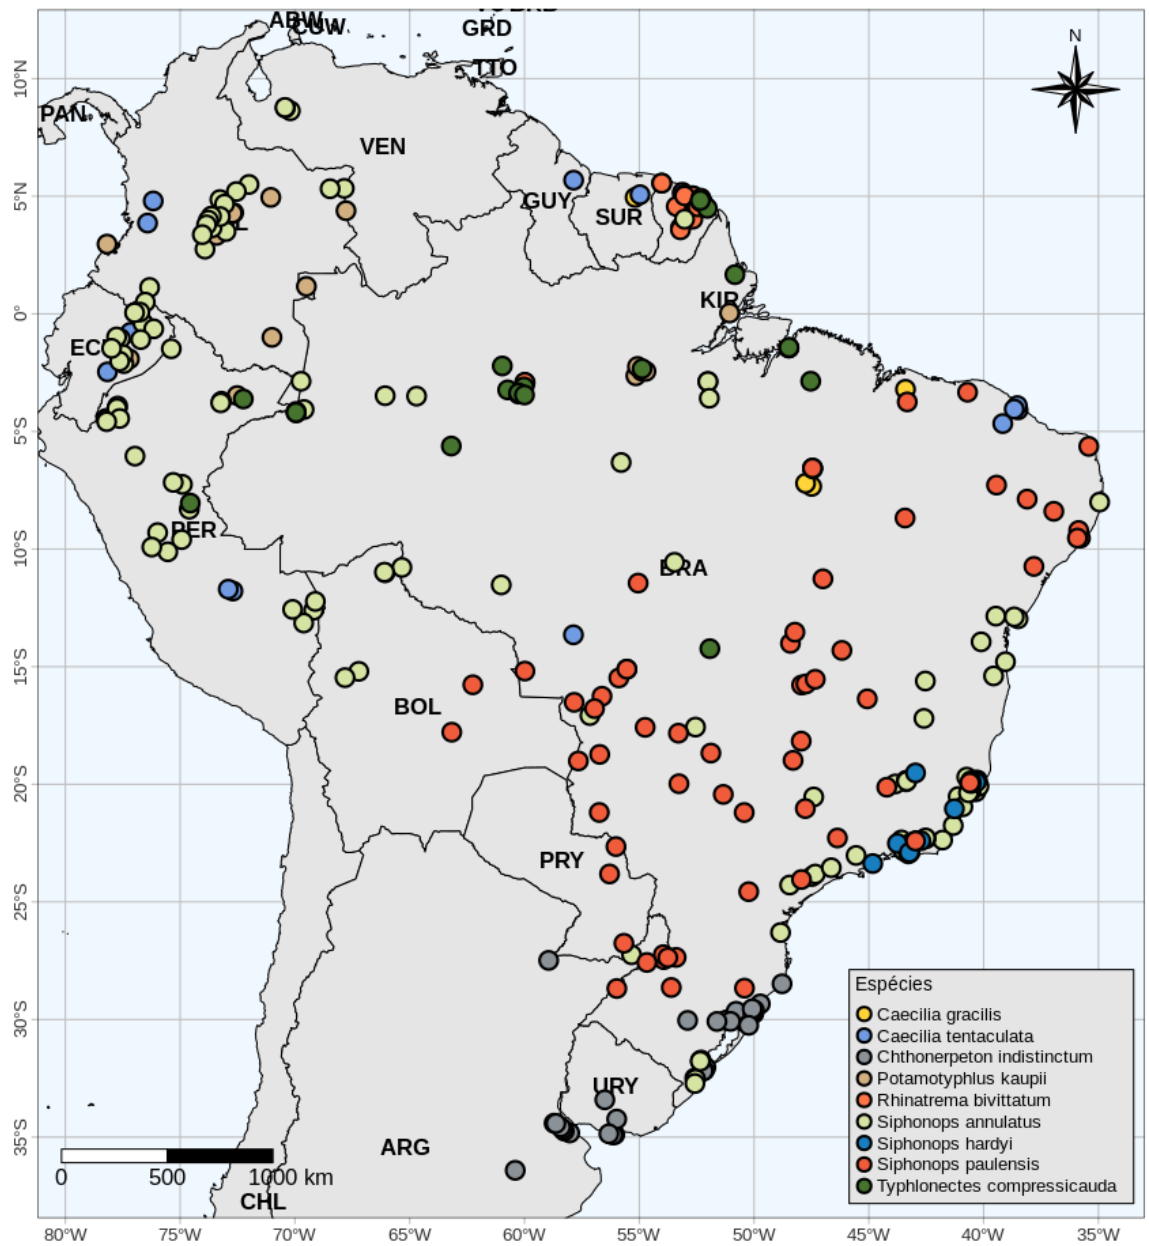 ABW
CUW
GRD
TTO
N
10°N
PAN
VEN
5°N
GUY
SUR
KIR
0°
EC
5°S
PER
10°S
BRA
15°S
BOL
20°S
PRY
25°S
30°S
URY
35°S
ARG
0 500 1000 km
CHL
Espécies
Caecilia gracilis
Caecilia tentaculata
Chthonerpeton indistinctum
Potamotyphlus kaupii
Rhinatrema bivittatum
Siphonops annulatus
Siphonops hardyi
Siphonops paulensis
Typhlonectes compressicauda
80°W 75°W 70°W 65°W 60°W 55°W 50°W 45°W 40°W 35°W